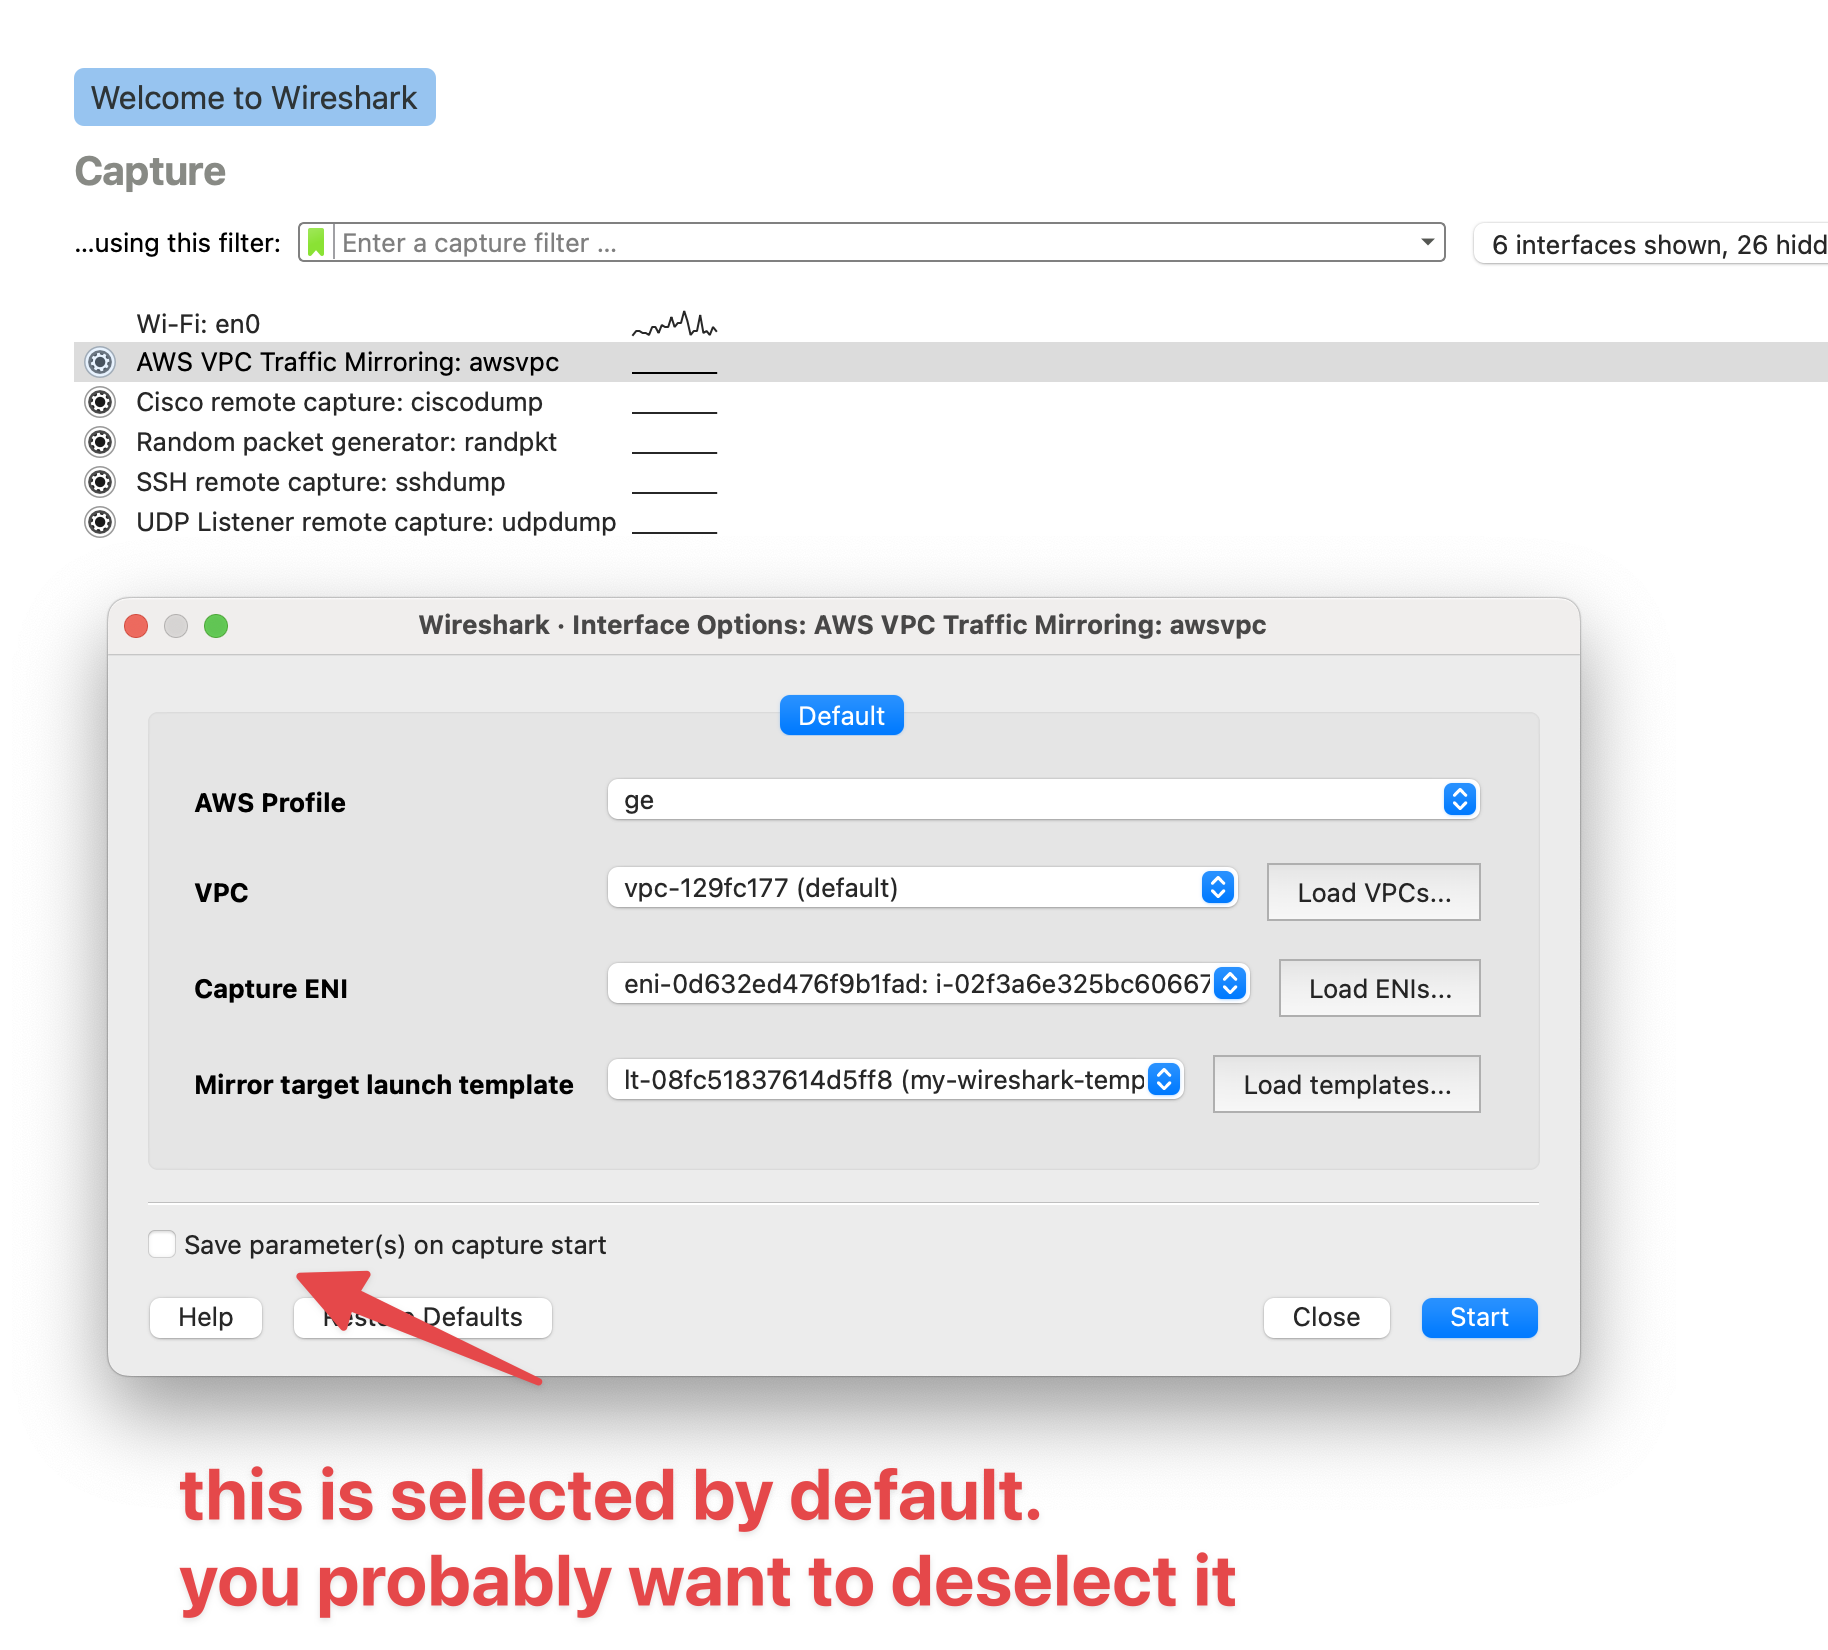 Welcome to Wireshark
Capture
...using this filter: Enter a capture filter ... 6 interfaces shown, 26 hidd
Wi-Fi: en0
AWS VPC Traffic Mirroring: awsvpc
Cisco remote capture: ciscodump
Random packet generator: randpkt
SSH remote capture: sshdump
UDP Listener remote capture: udpdump
Wireshark · Interface Options: AWS VPC Traffic Mirroring: awsvpc
Default
AWS Profile ge
VPC vpc-129fc177 (default) Load VPCs...
Capture ENI eni-0d632ed476f9b1fad: i-02f3a6e325bc60667 Load ENIs...
Mirror target launch template lt-08fc51837614d5ff8 (my-wireshark-temp Load templates...
Save parameter(s) on capture start
Help Restore Defaults Close Start
this is selected by default.
you probably want to deselect it